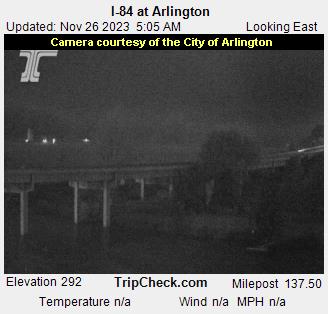 I-84 at Arlington
Updated: Nov 26 2023 5:05 AM Looking East
Camera courtesy of the City of Arlington
Elevation 292 TripCheck.com Milepost 137.50
Temperature n/a Wind n/a MPH n/a